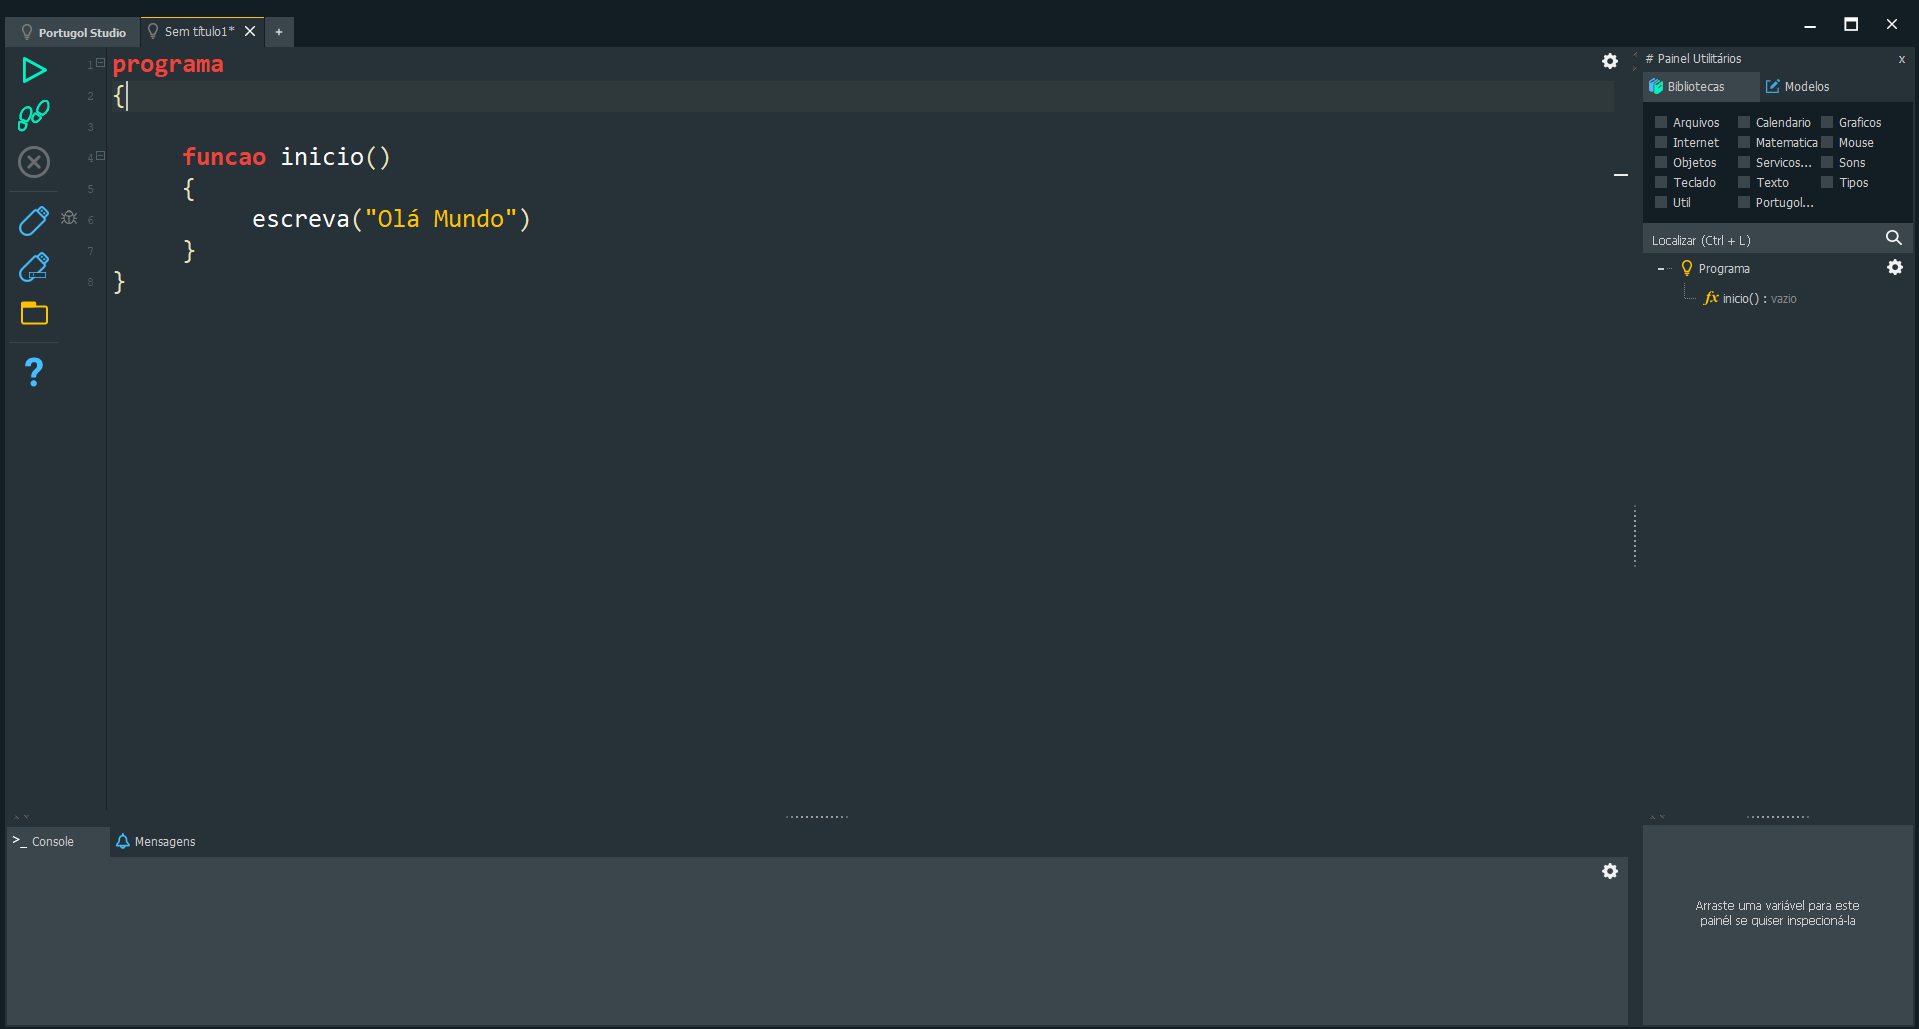 Portugol Studio
Sem título1*
+
1 programa
2 {
3
4 funcao inicio()
5 {
6 escreva("Olá Mundo")
7 }
8 }
# Painel Utilitários x
Bibliotecas Modelos
Arquivos Calendario Graficos
Internet Matematica Mouse
Objetos Servicos... Sons
Teclado Texto Tipos
Util Portugol...
Localizar (Ctrl + L)
Programa
fx inicio() : vazio
>_ Console Mensagens
Arraste uma variável para este
painél se quiser inspecioná-la